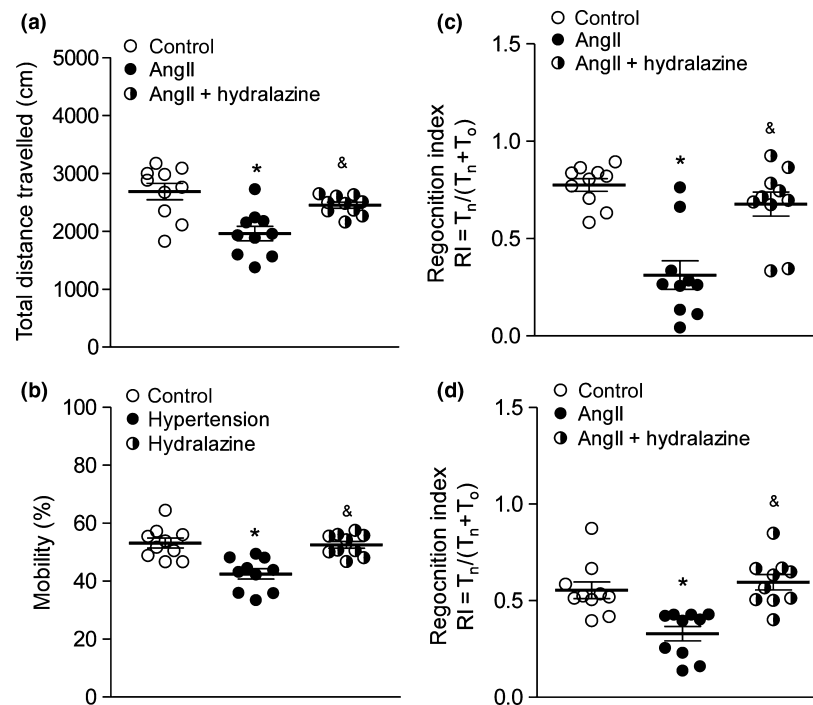 (a)
Control
AngII
AngII + hydralazine
Total distance travelled (cm)
5000
4000
3000
2000
1000
0
*
&
(c)
Control
AngII
AngII + hydralazine
Regocnition index
RI = Tn/(Tn+To)
1.5
1.0
0.5
0.0
*
&
(b)
Control
Hypertension
Hydralazine
Mobility (%)
100
80
60
40
20
0
*
&
(d)
Control
AngII
AngII + hydralazine
Regocnition index
RI = Tn/(Tn+To)
1.5
1.0
0.5
0.0
*
&